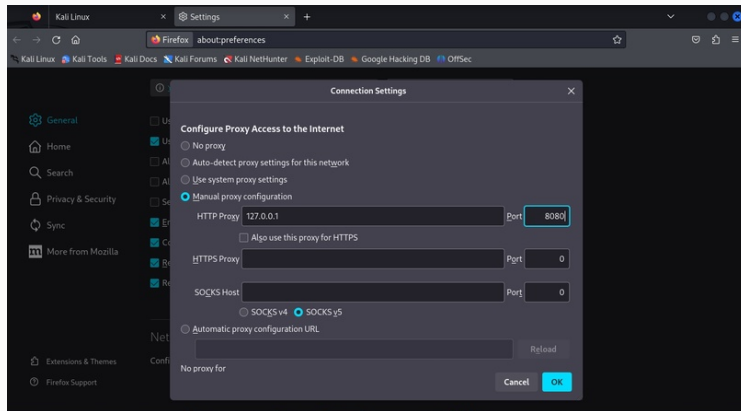 Kali Linux
Settings
Firefox about:preferences
Kali Linux Kali Tools Kali Docs Kali Forums Kali NetHunter Exploit-DB Google Hacking DB OffSec
Connection Settings
General
Home
Search
Privacy & Security
Sync
More from Mozilla
Extensions & Themes
Firefox Support
Configure Proxy Access to the Internet
No proxy
Auto-detect proxy settings for this network
Use system proxy settings
Manual proxy configuration
HTTP Proxy 127.0.0.1 Port 8080
Also use this proxy for HTTPS
HTTPS Proxy Port 0
SOCKS Host Port 0
SOCKS v4 SOCKS v5
Automatic proxy configuration URL
Reload
No proxy for
Cancel OK